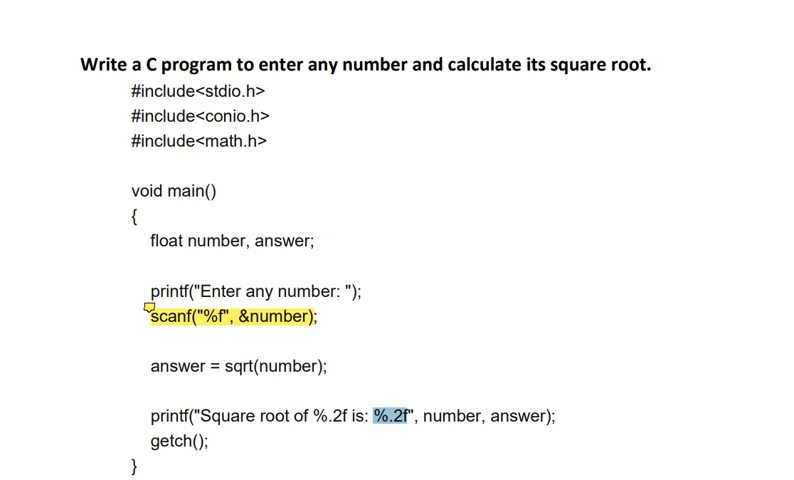 Write a C program to enter any number and calculate its square root.
#include<stdio.h>
#include<conio.h>
#include<math.h>
void main()
{
float number, answer;
printf("Enter any number: ");
scanf("%f", &number);
answer = sqrt(number);
printf("Square root of %.2f is: %.2f", number, answer);
getch();
}